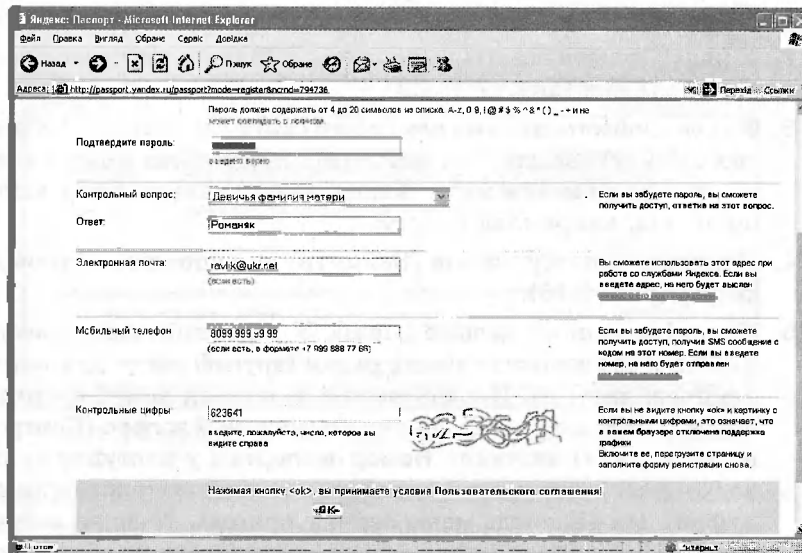 Яндекс: Паспорт - Microsoft Internet Explorer
Файл Правка Вигляд Обране Сервіс Довідка
Назад Пошук Обране
Адреса: http://passport.yandex.ru/passport?mode=register&ncrnd=794736 Перехід Ссылки
Пароль должен содержать от 4 до 20 символов из списка: A-z, 0-9, ! @ # $ % ^ & * ( ) _ - + и не
может совпадать с логином.
Подтвердите пароль:
введено верно
Контрольный вопрос: Девичья фамилия матери
Если вы забудете пароль, вы сможете
получить доступ, ответив на этот вопрос.
Ответ: Романяк
Электронная почта: ravlik@ukr.net
(если есть)
Вы сможете использовать этот адрес при
работе со службами Яндекса. Если вы
введете адрес, на него будет выслан
Мобильный телефон 8099 999 99 99
(если есть, в формате +7 999 888 77 66)
Если вы забудете пароль, вы сможете
получить доступ, получив SMS сообщение с
кодом на этот номер. Если вы введете
номер, на него будет отправлен
Контрольные цифры 623641
введите, пожалуйста, число, которое вы
видите справа
Если вы не видите кнопку «ok» и картинку с
контрольными цифрами, это означает, что
в вашем браузере отключена поддержка
графики
Включите ее, перегрузите страницу и
заполните форму регистрации снова.
Нажимая кнопку «ok», вы принимаете условия Пользовательского соглашения!
OK
Готово Інтернет